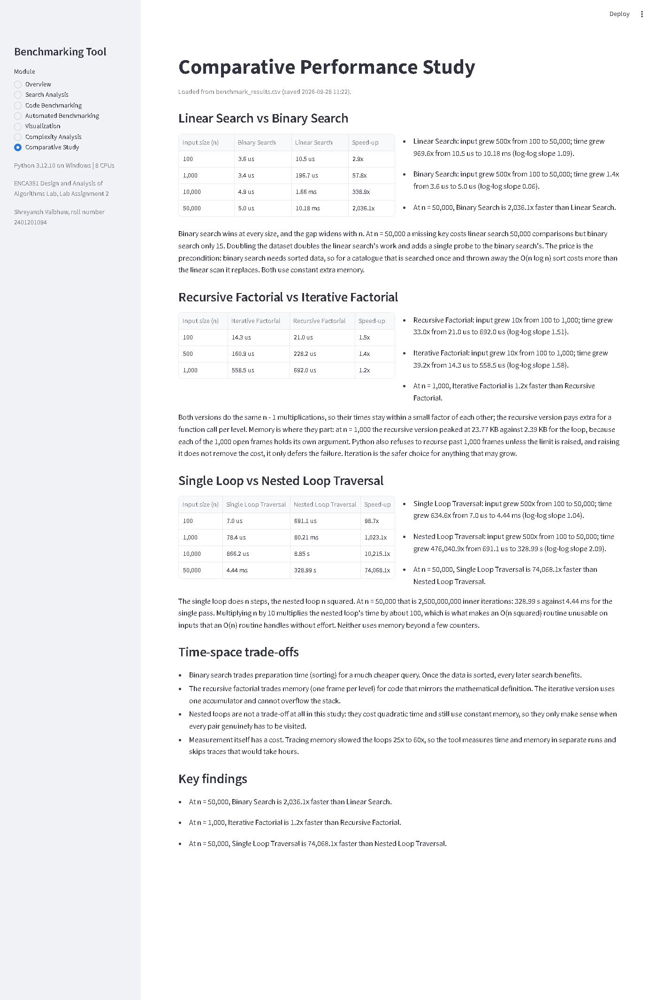 Deploy
Benchmarking Tool
Module
Overview
Search Analysis
Code Benchmarking
Automated Benchmarking
Visualization
Complexity Analysis
Comparative Study
Python 3.12.10 on Windows | 8 CPUs
ENCA351 Design and Analysis of
Algorithms Lab, Lab Assignment 2
Shreyansh Vaibhaw, roll number
2401201094
Comparative Performance Study
Loaded from benchmark_results.csv (saved 2026-09-28 11:22).
Linear Search vs Binary Search
Input size (n) Binary Search Linear Search Speed-up
100 3.6 us 10.5 us 2.9x
1,000 3.4 us 196.7 us 57.8x
10,000 4.9 us 1.66 ms 338.9x
50,000 5.0 us 10.18 ms 2,036.1x
• Linear Search: input grew 500x from 100 to 50,000; time grew
969.6x from 10.5 us to 10.18 ms (log-log slope 1.09).
• Binary Search: input grew 500x from 100 to 50,000; time grew 1.4x
from 3.6 us to 5.0 us (log-log slope 0.06).
• At n = 50,000, Binary Search is 2,036.1x faster than Linear Search.
Binary search wins at every size, and the gap widens with n. At n = 50,000 a missing key costs linear search 50,000 comparisons but binary
search only 15. Doubling the dataset doubles the linear search's work and adds a single probe to the binary search's. The price is the
precondition: binary search needs sorted data, so for a catalogue that is searched once and thrown away the O(n log n) sort costs more than
the linear scan it replaces. Both use constant extra memory.
Recursive Factorial vs Iterative Factorial
Input size (n) Iterative Factorial Recursive Factorial Speed-up
100 14.3 us 21.0 us 1.5x
500 160.9 us 228.2 us 1.4x
1,000 558.5 us 692.0 us 1.2x
• Recursive Factorial: input grew 10x from 100 to 1,000; time grew
33.0x from 21.0 us to 692.0 us (log-log slope 1.51).
• Iterative Factorial: input grew 10x from 100 to 1,000; time grew
39.2x from 14.3 us to 558.5 us (log-log slope 1.58).
• At n = 1,000, Iterative Factorial is 1.2x faster than Recursive
Factorial.
Both versions do the same n - 1 multiplications, so their times stay within a small factor of each other; the recursive version pays extra for a
function call per level. Memory is where they part: at n = 1,000 the recursive version peaked at 23.77 KB against 2.39 KB for the loop, because
each of the 1,000 open frames holds its own argument. Python also refuses to recurse past 1,000 frames unless the limit is raised, and raising
it does not remove the cost, it only defers the failure. Iteration is the safer choice for anything that may grow.
Single Loop vs Nested Loop Traversal
Input size (n) Single Loop Traversal Nested Loop Traversal Speed-up
100 7.0 us 691.1 us 98.7x
1,000 78.4 us 80.21 ms 1,023.1x
10,000 866.2 us 8.85 s 10,215.1x
50,000 4.44 ms 328.99 s 74,068.1x
• Single Loop Traversal: input grew 500x from 100 to 50,000; time
grew 634.6x from 7.0 us to 4.44 ms (log-log slope 1.04).
• Nested Loop Traversal: input grew 500x from 100 to 50,000; time
grew 476,040.9x from 691.1 us to 328.99 s (log-log slope 2.09).
• At n = 50,000, Single Loop Traversal is 74,068.1x faster than
Nested Loop Traversal.
The single loop does n steps, the nested loop n squared. At n = 50,000 that is 2,500,000,000 inner iterations: 328.99 s against 4.44 ms for the
single pass. Multiplying n by 10 multiplies the nested loop's time by about 100, which is what makes an O(n squared) routine unusable on
inputs that an O(n) routine handles without effort. Neither uses memory beyond a few counters.
Time-space trade-offs
• Binary search trades preparation time (sorting) for a much cheaper query. Once the data is sorted, every later search benefits.
• The recursive factorial trades memory (one frame per level) for code that mirrors the mathematical definition. The iterative version uses
one accumulator and cannot overflow the stack.
• Nested loops are not a trade-off at all in this study: they cost quadratic time and still use constant memory, so they only make sense when
every pair genuinely has to be visited.
• Measurement itself has a cost. Tracing memory slowed the loops 25x to 60x, so the tool measures time and memory in separate runs and
skips traces that would take hours.
Key findings
• At n = 50,000, Binary Search is 2,036.1x faster than Linear Search.
• At n = 1,000, Iterative Factorial is 1.2x faster than Recursive Factorial.
• At n = 50,000, Single Loop Traversal is 74,068.1x faster than Nested Loop Traversal.